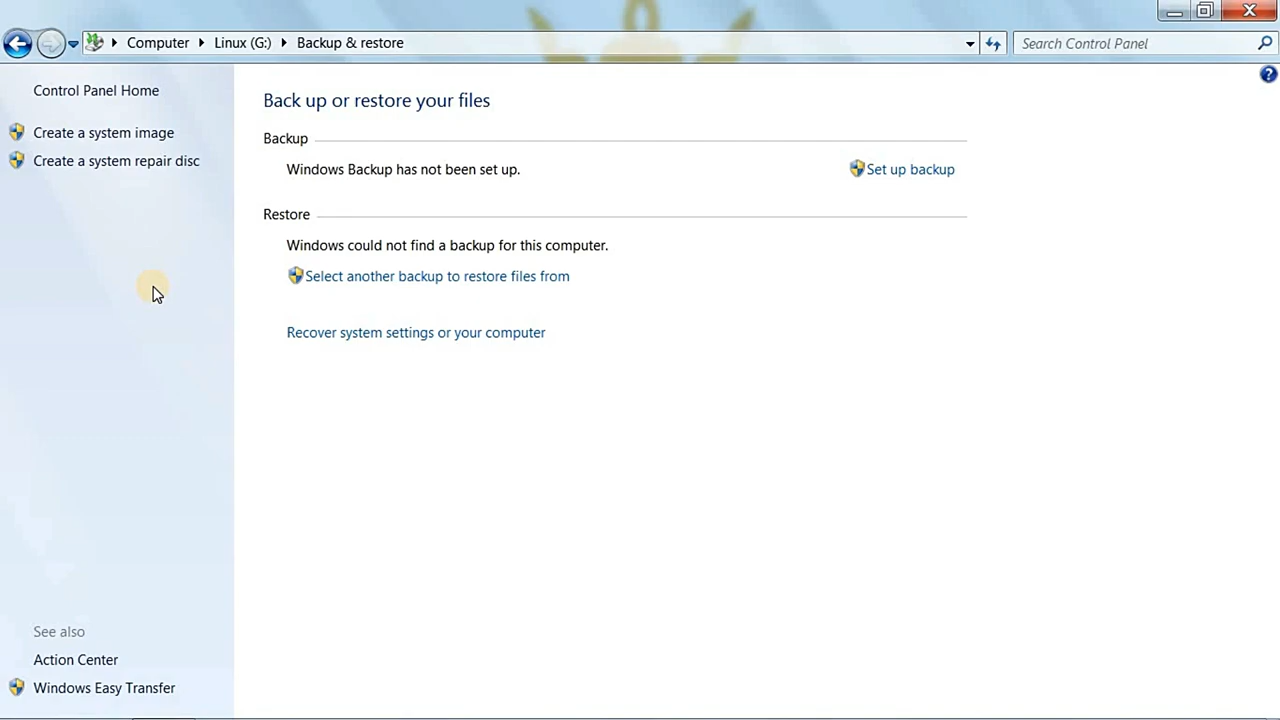 Computer Linux (G:) Backup & restore
Search Control Panel
Control Panel Home
Create a system image
Create a system repair disc
Back up or restore your files
Backup
Windows Backup has not been set up.
Set up backup
Restore
Windows could not find a backup for this computer.
Select another backup to restore files from
Recover system settings or your computer
See also
Action Center
Windows Easy Transfer